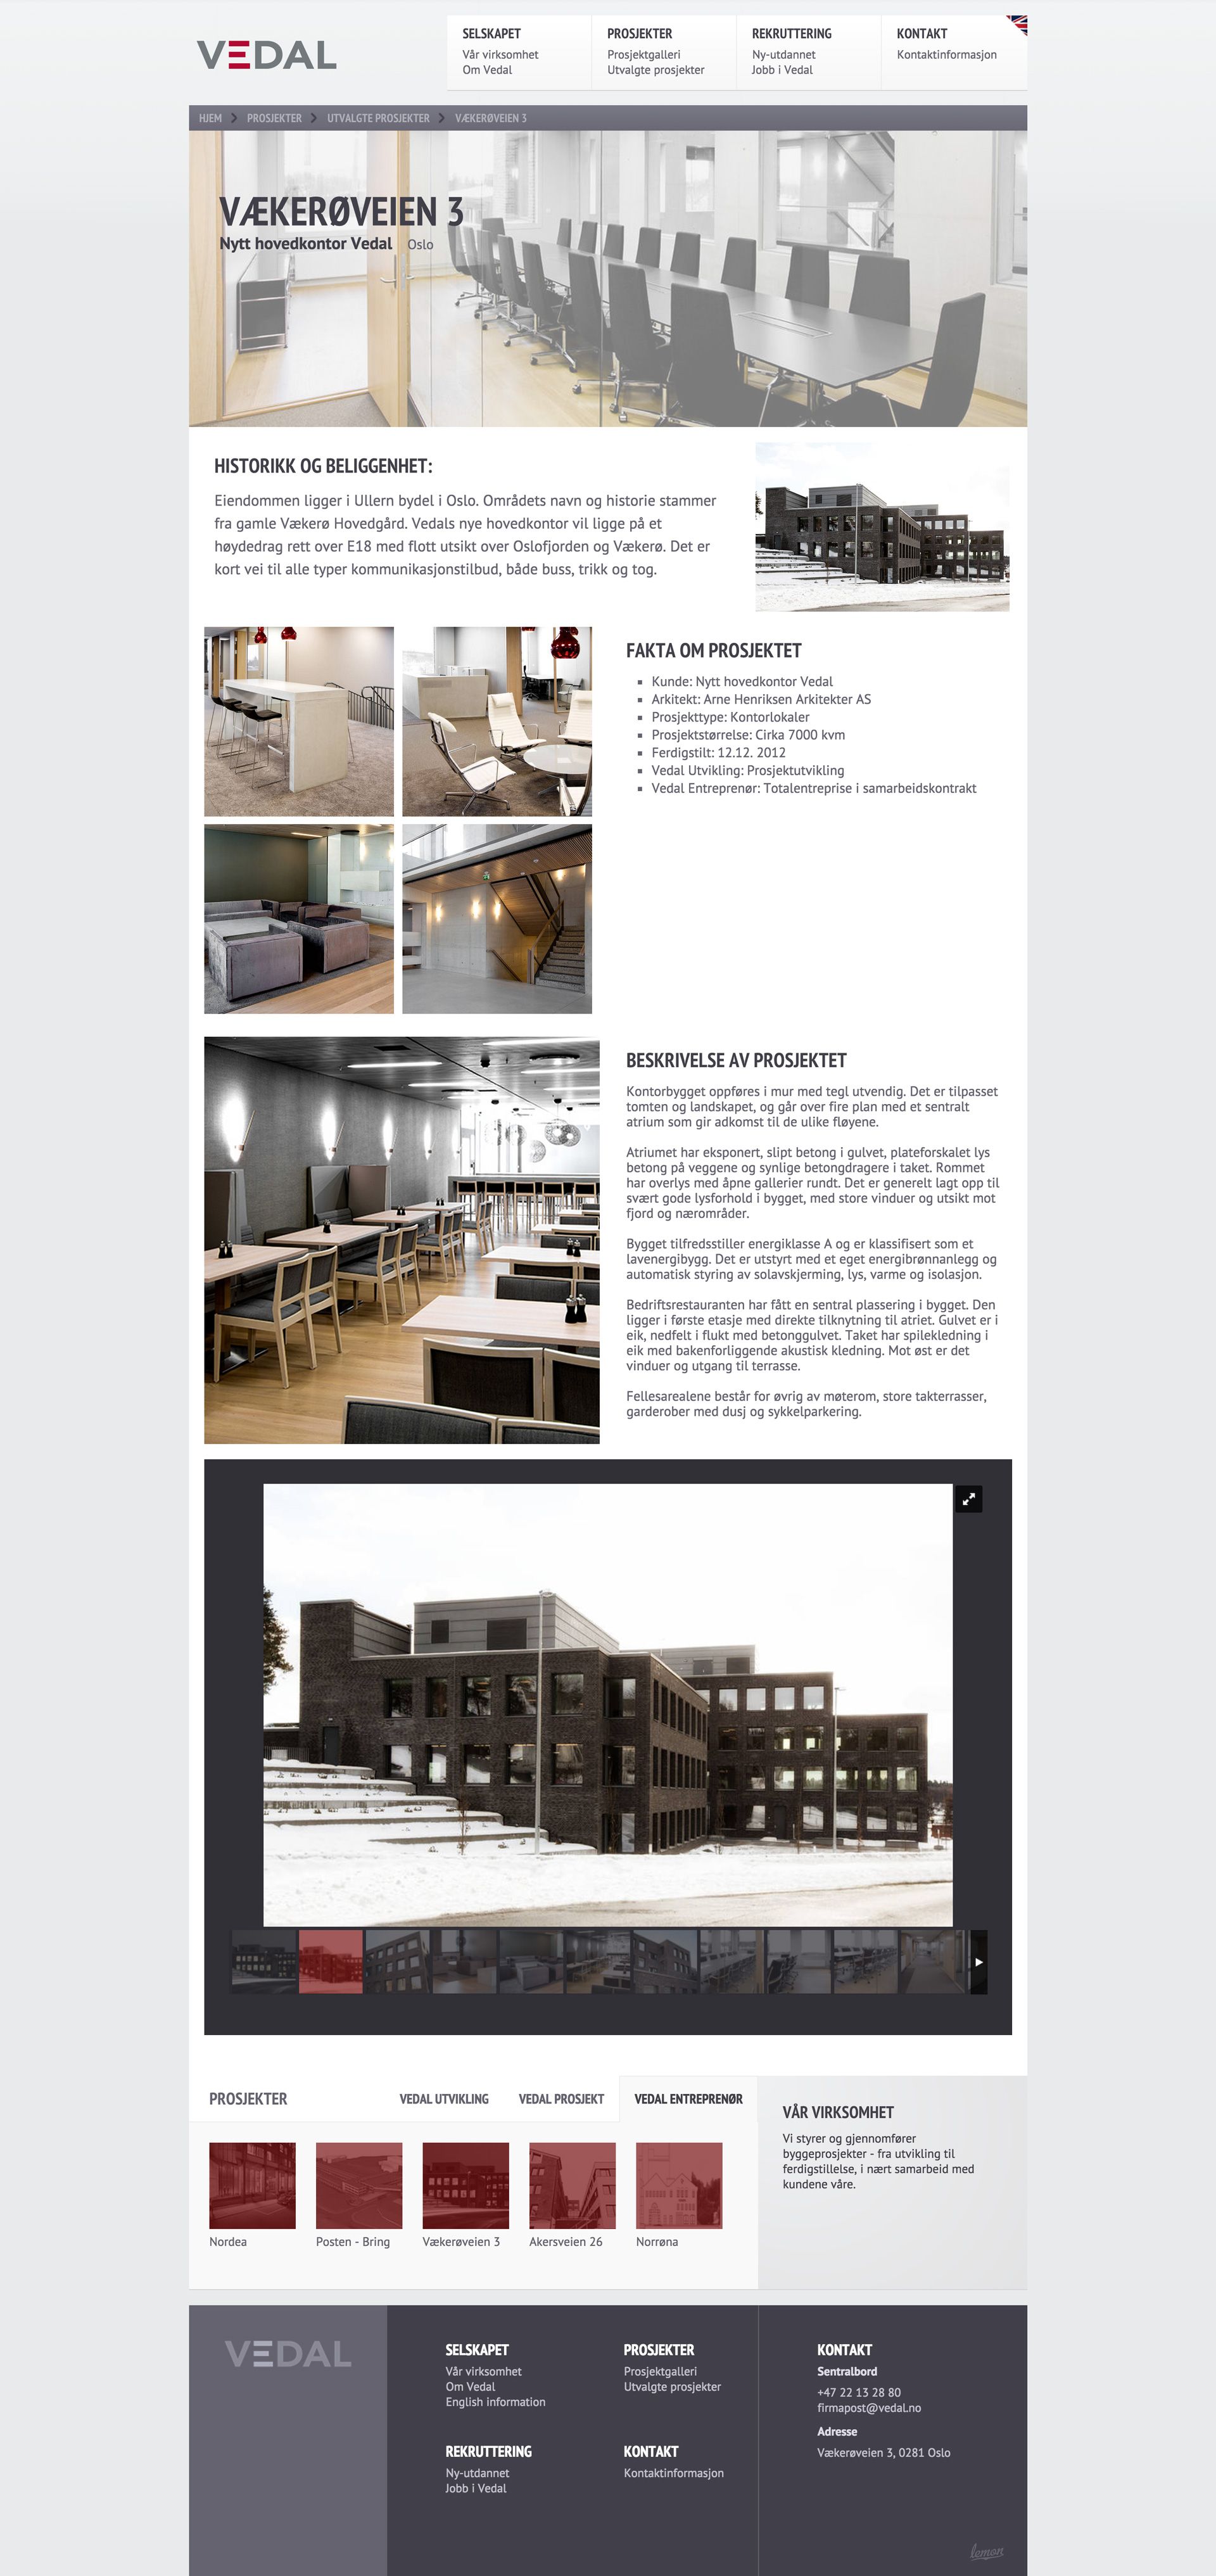 VEDAL
SELSKAPET
Vår virksomhet
Om Vedal
PROSJEKTER
Prosjektgalleri
Utvalgte prosjekter
REKRUTTERING
Ny-utdannet
Jobb i Vedal
KONTAKT
Kontaktinformasjon
HJEM PROSJEKTER UTVALGTE PROSJEKTER VÆKERØVEIEN 3
VÆKERØVEIEN 3
Nytt hovedkontor Vedal Oslo
HISTORIKK OG BELIGGENHET:
Eiendommen ligger i Ullern bydel i Oslo. Områdets navn og historie stammer
fra gamle Vækerø Hovedgård. Vedals nye hovedkontor vil ligge på et
høydedrag rett over E18 med flott utsikt over Oslofjorden og Vækerø. Det er
kort vei til alle typer kommunikasjonstilbud, både buss, trikk og tog.
FAKTA OM PROSJEKTET
Kunde: Nytt hovedkontor Vedal
Arkitekt: Arne Henriksen Arkitekter AS
Prosjekttype: Kontorlokaler
Prosjektstørrelse: Cirka 7000 kvm
Ferdigstilt: 12.12. 2012
Vedal Utvikling: Prosjektutvikling
Vedal Entreprenør: Totalentreprise i samarbeidskontrakt
BESKRIVELSE AV PROSJEKTET
Kontorbygget oppføres i mur med tegl utvendig. Det er tilpasset
tomten og landskapet, og går over fire plan med et sentralt
atrium som gir adkomst til de ulike fløyene.
Atriumet har eksponert, slipt betong i gulvet, plateforskalet lys
betong på veggene og synlige betongdragere i taket. Rommet
har overlys med åpne gallerier rundt. Det er generelt lagt opp til
svært gode lysforhold i bygget, med store vinduer og utsikt mot
fjord og nærområder.
Bygget tilfredsstiller energiklasse A og er klassifisert som et
lavenergibygg. Det er utstyrt med et eget energibrønnanlegg og
automatisk styring av solavskjerming, lys, varme og isolasjon.
Bedriftsrestauranten har fått en sentral plassering i bygget. Den
ligger i første etasje med direkte tilknytning til atriet. Gulvet er i
eik, nedfelt i flukt med betonggulvet. Taket har spilekledning i
eik med bakenforliggende akustisk kledning. Mot øst er det
vinduer og utgang til terrasse.
Fellesarealene består for øvrig av møterom, store takterrasser,
garderober med dusj og sykkelparkering.
PROSJEKTER
VEDAL UTVIKLING
VEDAL PROSJEKT
VEDAL ENTREPRENØR
Nordea
Posten - Bring
Vækerøveien 3
Akersveien 26
Norrøna
VÅR VIRKSOMHET
Vi styrer og gjennomfører
byggeprosjekter - fra utvikling til
ferdigstillelse, i nært samarbeid med
kundene våre.
VEDAL
SELSKAPET
Vår virksomhet
Om Vedal
English information
PROSJEKTER
Prosjektgalleri
Utvalgte prosjekter
REKRUTTERING
Ny-utdannet
Jobb i Vedal
KONTAKT
Kontaktinformasjon
KONTAKT
Sentralbord
+47 22 13 28 80
firmapost@vedal.no
Adresse
Vækerøveien 3, 0281 Oslo
lemon